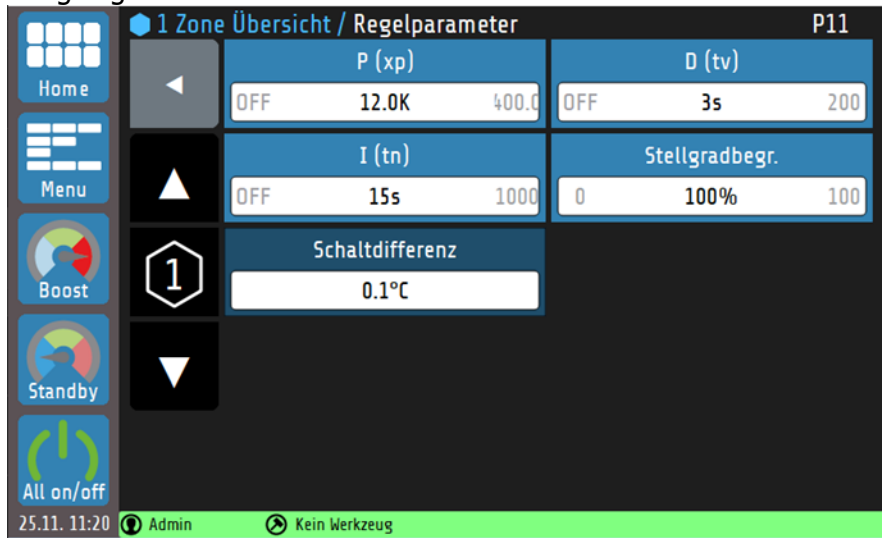 1 Zone Übersicht / Regelparameter P11
Home
Menu
Boost
Standby
All on/off
25.11. 11:20
1
P (xp)
OFF 12.0K 400.0
D (tv)
OFF 3s 200
I (tn)
OFF 15s 1000
Stellgradbegr.
0 100% 100
Schaltdifferenz
0.1°C
Admin Kein Werkzeug